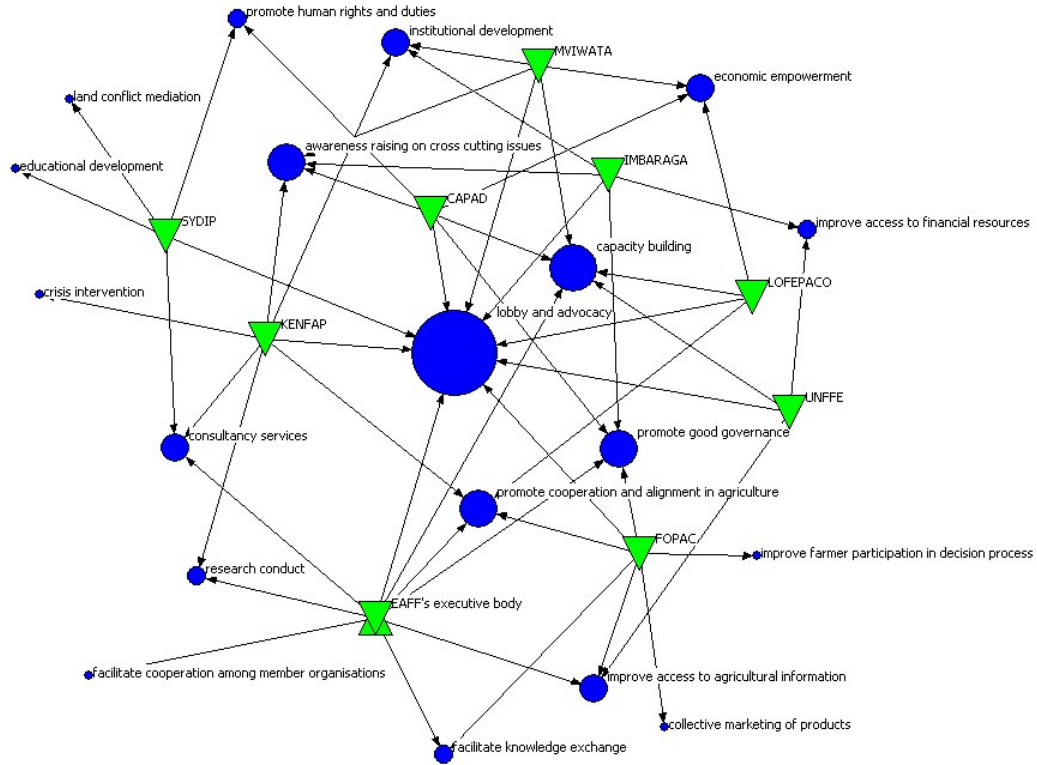 promote human rights and duties
institutional development
MVIWATA
economic empowerment
land conflict mediation
awareness raising on cross cutting issues
IMBARAGA
educational development
CAPAD
SYDIP
improve access to financial resources
capacity building
LOFEPACO
crisis intervention
lobby and advocacy
KENFAP
UNFFE
consultancy services
promote good governance
promote cooperation and alignment in agriculture
FOPAC
improve farmer participation in decision process
research conduct
EAFF's executive body
facilitate cooperation among member organisations
improve access to agricultural information
collective marketing of products
facilitate knowledge exchange